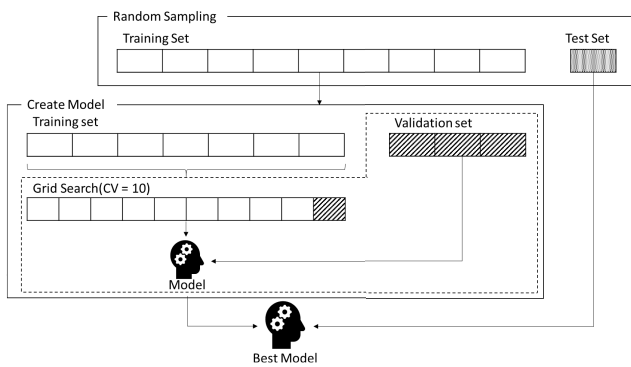 Random Sampling
Training Set
Test Set
Create Model
Training set
Validation set
Grid Search(CV = 10)
Model
Best Model